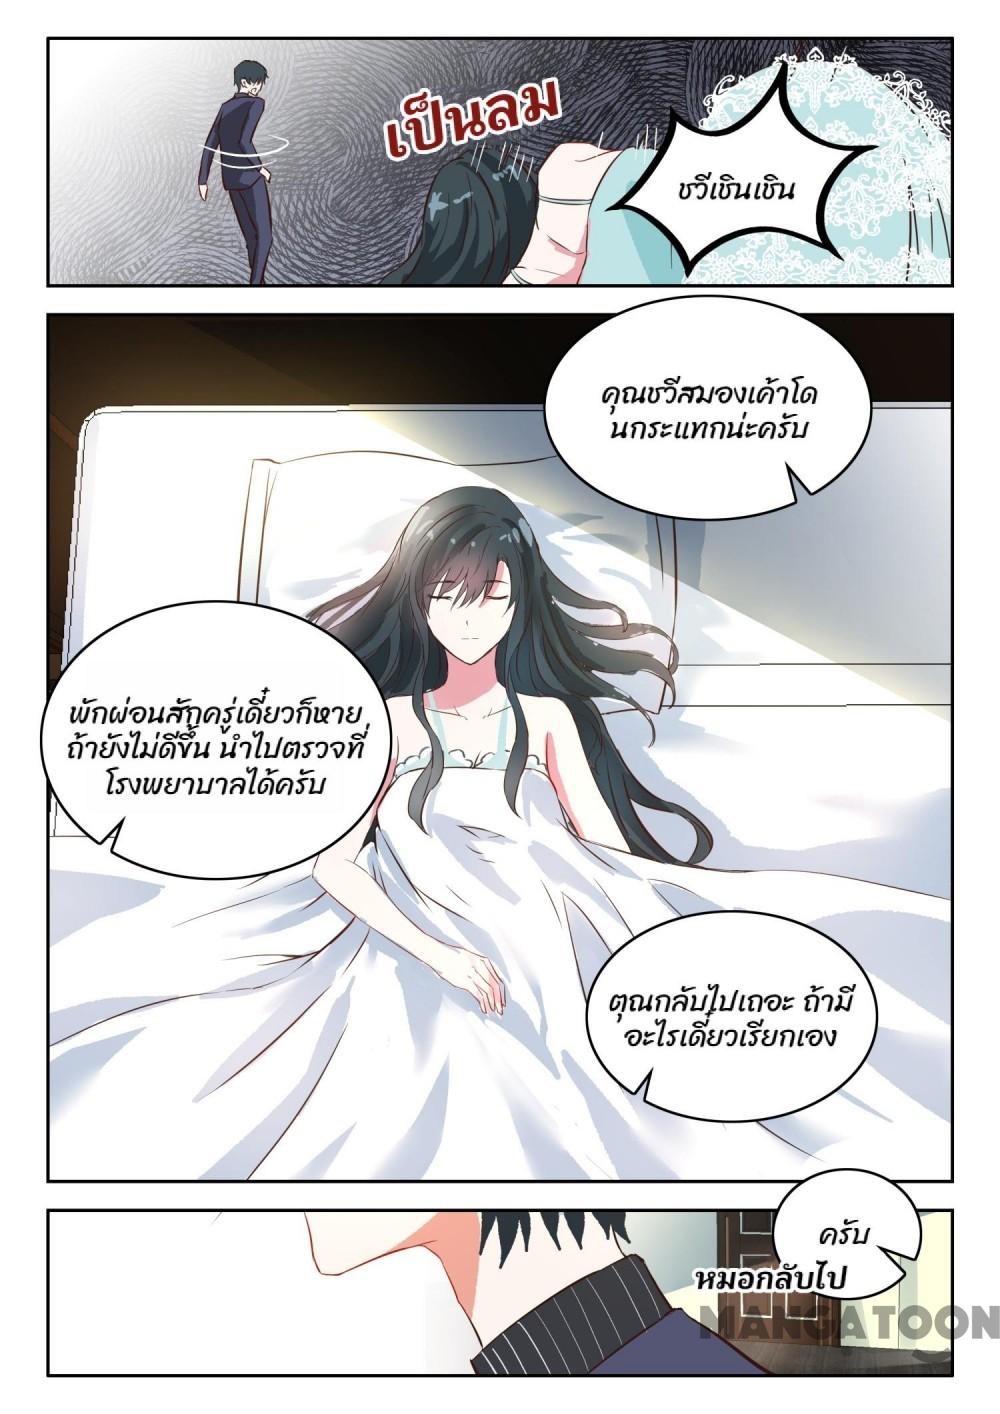 เป็นลม
ชวีเชินเชิน
คุณชวีสมองเค้าโด
นกระแทกน่ะครับ
พักผ่อนสักครู่เดี๋ยวก็หาย
ถ้ายังไม่ดีขึ้น นำไปตรวจที่
โรงพยาบาลได้ครับ
ตุณกลับไปเถอะ ถ้ามี
อะไรเดี๋ยวเรียกเอง
ครับ
หมอกลับไป
MANGATOON